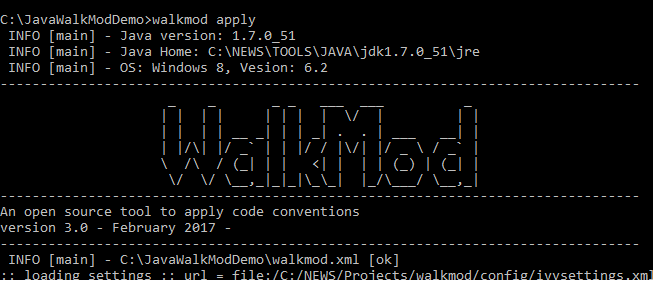 C:\JavaWalkModDemo>walkmod apply
INFO [main] - Java version: 1.7.0_51
INFO [main] - Java Home: C:\NEWS\TOOLS\JAVA\jdk1.7.0_51\jre
INFO [main] - OS: Windows 8, Vesion: 6.2
--------------------------------------------------------------------------------
WalkMod
--------------------------------------------------------------------------------
An open source tool to apply code conventions
version 3.0 - February 2017 -
--------------------------------------------------------------------------------
INFO [main] - C:\JavaWalkModDemo\walkmod.xml [ok]
:: loading settings :: url = file:/C:/NEWS/Projects/walkmod/config/ivysettings.xml